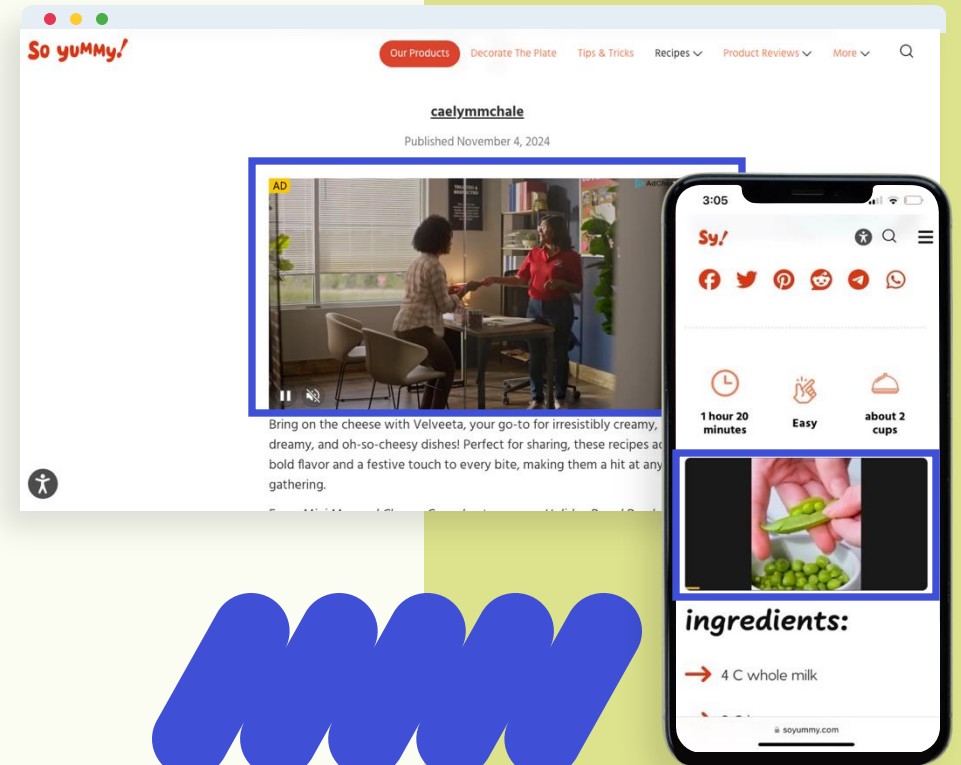 So yummy!
Our Products Decorate The Plate Tips & Tricks Recipes Product Reviews More
caelymmchale
Published November 4, 2024
AD
Bring on the cheese with Velveeta, your go-to for irresistibly creamy,
dreamy, and oh-so-cheesy dishes! Perfect for sharing, these recipes
bold flavor and a festive touch to every bite, making them a hit at any
gathering.
3:05
Sy!
1 hour 20
minutes
Easy
about 2
cups
ingredients:
4 C whole milk
soyummy.com